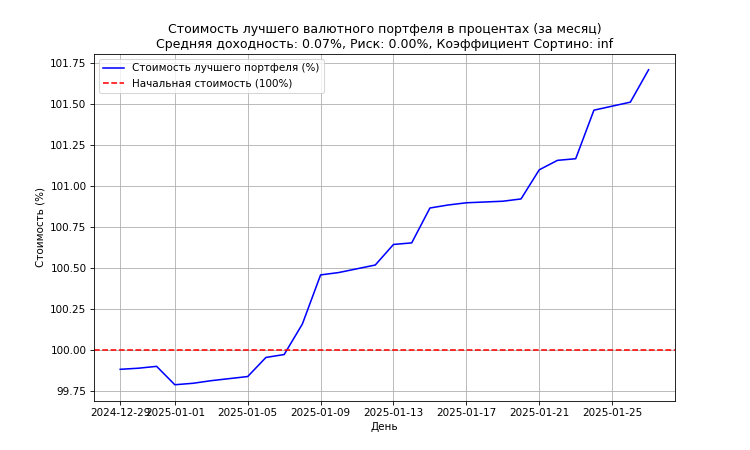 Стоимость лучшего валютного портфеля в процентах (за месяц)
Средняя доходность: 0.07%, Риск: 0.00%, Коэффициент Сортино: inf
Стоимость лучшего портфеля (%)
Начальная стоимость (100%)
Стоимость (%)
101.75
101.50
101.25
101.00
100.75
100.50
100.25
100.00
99.75
2024-12-29
2025-01-01
2025-01-05
2025-01-09
2025-01-13
2025-01-17
2025-01-21
2025-01-25
День